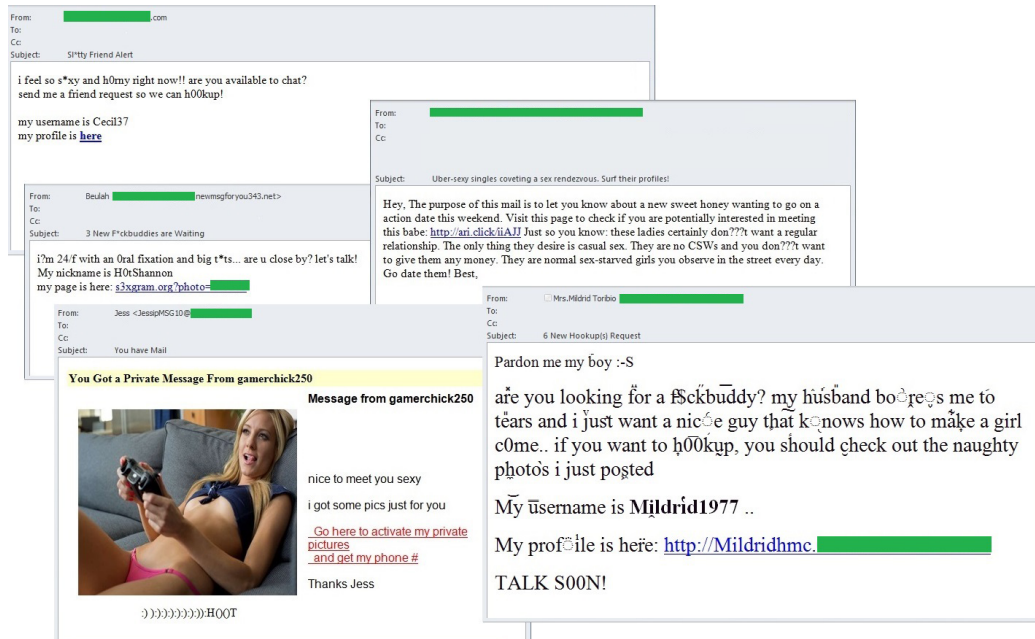 From: .com
To:
Cc:
Subject: Sl*tty Friend Alert
i feel so s*xy and h0rny right now!! are you available to chat?
send me a friend request so we can h00kup!
my username is Cecil37
my profile is here
From: Beulah newmsgforyou343.net>
To:
Cc:
Subject: 3 New F*ckbuddies are Waiting
i?m 24/f with an 0ral fixation and big t*ts... are u close by? let's talk!
My nickname is H0tShannon
my page is here: s3xgram.org?photo=
From:
To:
Cc:
Subject: Uber-sexy singles coveting a sex rendezvous. Surf their profiles!
Hey, The purpose of this mail is to let you know about a new sweet honey wanting to go on a
action date this weekend. Visit this page to check if you are potentially interested in meeting
this babe: http://ari.click/iiAJJ Just so you know: these ladies certainly don???t want a regular
relationship. The only thing they desire is casual sex. They are no CSWs and you don???t want
to give them any money. They are normal sex-starved girls you observe in the street every day.
Go date them! Best,
From: Jess <JessipMSG10@
To:
Cc:
Subject: You have Mail
You Got a Private Message From gamerchick250
Message from gamerchick250
nice to meet you sexy
i got some pics just for you
Go here to activate my private
pictures
and get my phone #
Thanks Jess
:) ):):):):):):)):H()()T
From: Mrs.Mildrid Toribio
To:
Cc:
Subject: 6 New Hookup(s) Request
Pardon me my boy :-S
are you looking for a f$ckbuddy? my husband bores me to
tears and i just want a nice guy that knows how to make a girl
c0me.. if you want to h00kup, you should check out the naughty
photos i just posted
My username is Mildrid1977 ..
My profile is here: http://Mildridhmc.
TALK S00N!